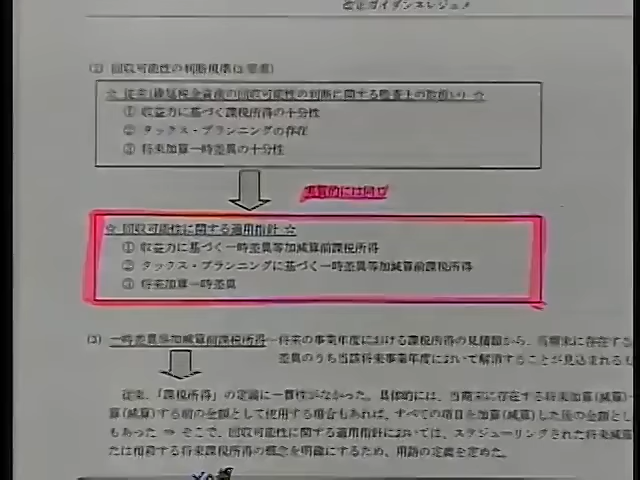 改正ガイダンスレジュメ
(2) 回収可能性の判断規準(3要素)
☆ 従来(繰延税金資産の回収可能性の判断に関する監査上の取扱い) ☆
① 収益力に基づく課税所得の十分性
② タックス・プランニングの存在
③ 将来加算一時差異の十分性
実質的には同じ
☆ 回収可能性に関する適用指針 ☆
① 収益力に基づく一時差異等加減算前課税所得
② タックス・プランニングに基づく一時差異等加減算前課税所得
③ 将来加算一時差異
(3) 一時差異等加減算前課税所得…将来の事業年度における課税所得の見積額から、当期末に存在する
差異のうち当該将来事業年度において解消することが見込まれる
従来、「課税所得」の定義に一貫性がなかった。具体的には、当期末に存在する将来加算(減算)一
算(減算)する前の金額として使用する場合もあれば、すべての項目を加算(減算)した後の金額とし
もあった ⇒ そこで、回収可能性に関する適用指針においては、スケジューリングされた将来減算
たは相殺する将来課税所得の概念を明確にするため、用語の定義を定めた。